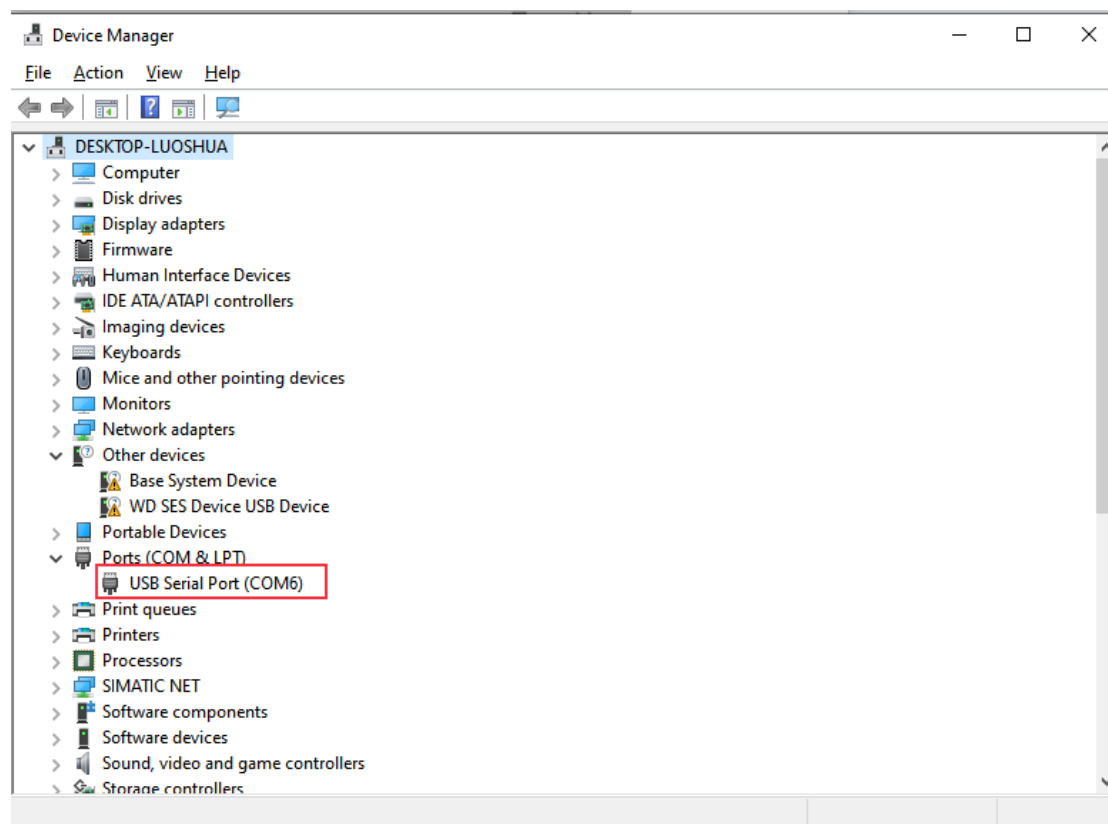 Device Manager
File Action View Help
DESKTOP-LUOSHUA
Computer
Disk drives
Display adapters
Firmware
Human Interface Devices
IDE ATA/ATAPI controllers
Imaging devices
Keyboards
Mice and other pointing devices
Monitors
Network adapters
Other devices
Base System Device
WD SES Device USB Device
Portable Devices
Ports (COM & LPT)
USB Serial Port (COM6)
Print queues
Printers
Processors
SIMATIC NET
Software components
Software devices
Sound, video and game controllers
Storage controllers